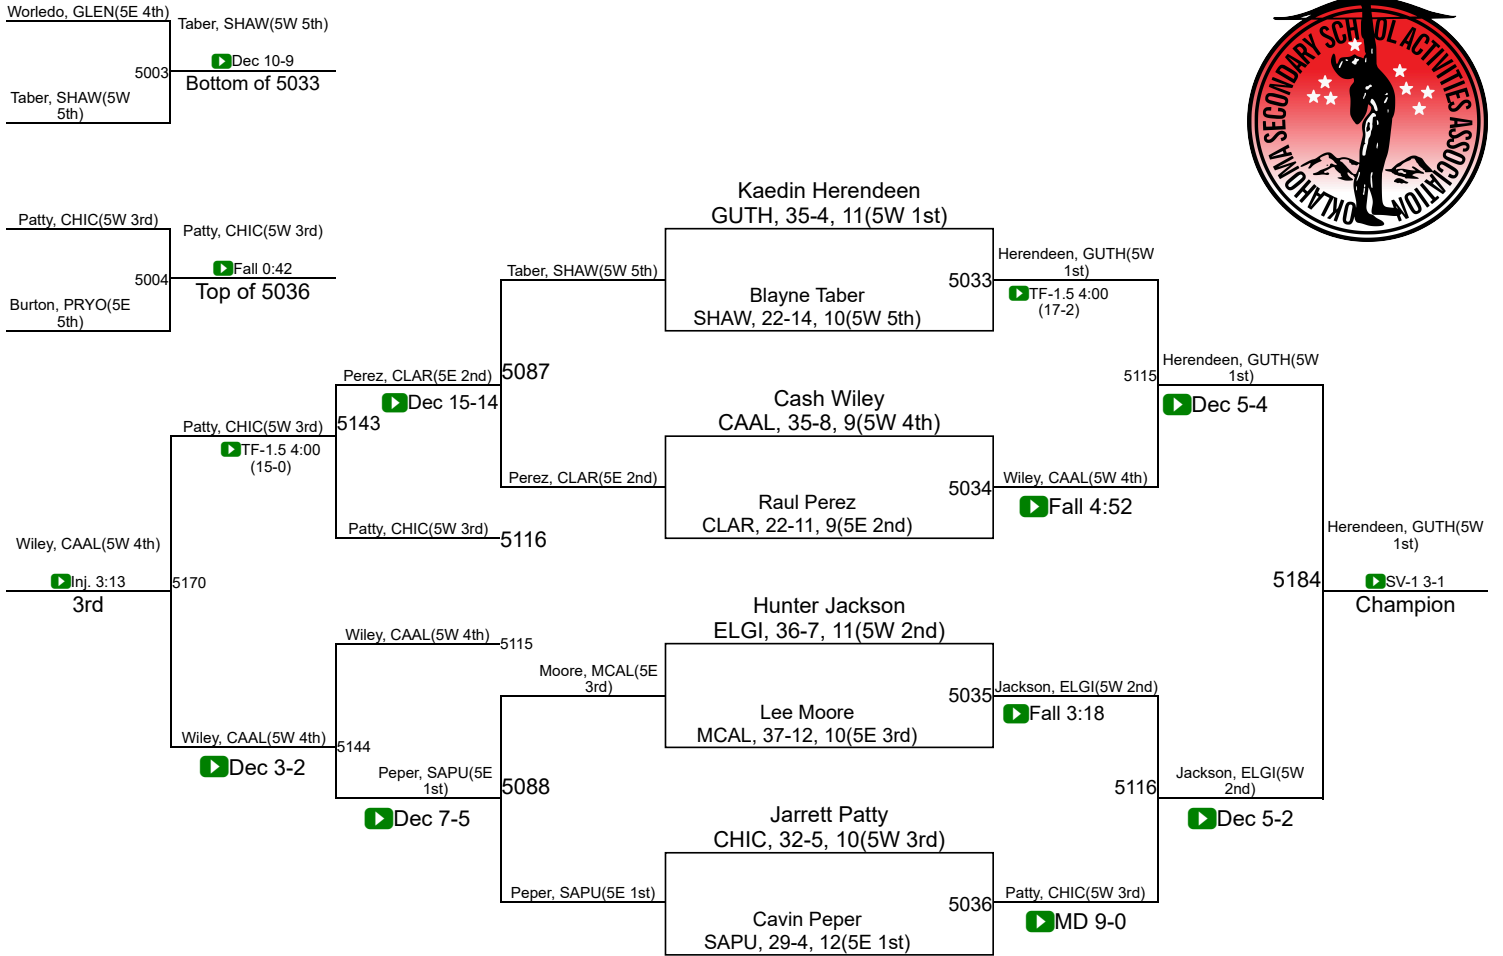 Worledo, GLEN(5E 4th)
Taber, SHAW(5W 5th)
Dec 10-9
5003
Bottom of 5033
Taber, SHAW(5W
5th)
Patty, CHIC(5W 3rd)
Patty, CHIC(5W 3rd)
Fall 0:42
5004
Top of 5036
Burton, PRYO(5E
5th)
OKLAHOMA SECONDARY SCHOOL ACTIVITIES ASSOCIATION
Kaedin Herendeen
GUTH, 35-4, 11(5W 1st)
Taber, SHAW(5W 5th)
5033
Blayne Taber
SHAW, 22-14, 10(5W 5th)
Herendeen, GUTH(5W
1st)
TF-1.5 4:00
(17-2)
Perez, CLAR(5E 2nd)
5087
Dec 15-14
Cash Wiley
CAAL, 35-8, 9(5W 4th)
5115
Herendeen, GUTH(5W
1st)
Dec 5-4
Patty, CHIC(5W 3rd)
5143
TF-1.5 4:00
(15-0)
Perez, CLAR(5E 2nd)
5034
Raul Perez
CLAR, 22-11, 9(5E 2nd)
Wiley, CAAL(5W 4th)
Fall 4:52
Patty, CHIC(5W 3rd)
5116
Wiley, CAAL(5W 4th)
Inj. 3:13
5170
3rd
Herendeen, GUTH(5W
1st)
5184
SV-1 3-1
Champion
Hunter Jackson
ELGI, 36-7, 11(5W 2nd)
Wiley, CAAL(5W 4th)
5115
Moore, MCAL(5E
3rd)
5035
Lee Moore
MCAL, 37-12, 10(5E 3rd)
Jackson, ELGI(5W 2nd)
Fall 3:18
Wiley, CAAL(5W 4th)
5144
Dec 3-2
Peper, SAPU(5E
1st)
5088
Dec 7-5
5116
Jackson, ELGI(5W
2nd)
Dec 5-2
Jarrett Patty
CHIC, 32-5, 10(5W 3rd)
Peper, SAPU(5E 1st)
5036
Cavin Peper
SAPU, 29-4, 12(5E 1st)
Patty, CHIC(5W 3rd)
MD 9-0